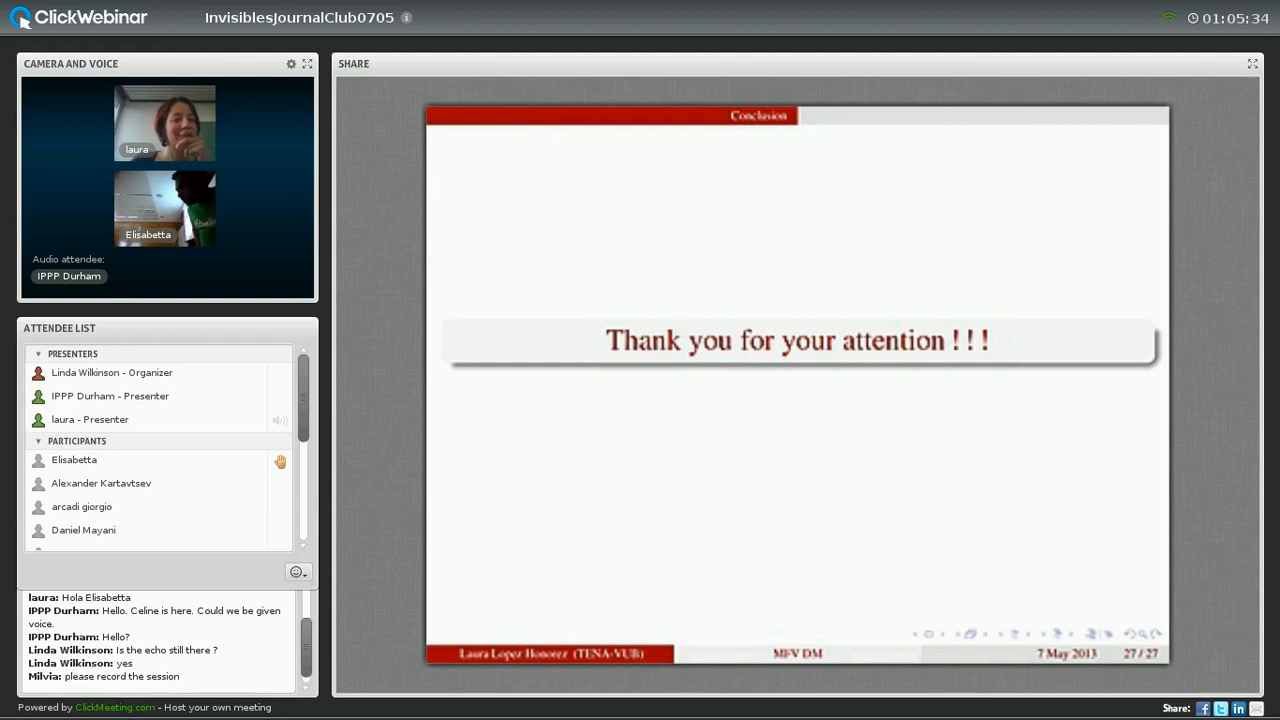 ClickWebinar
InvisiblesJournalClub0705
01:05:34
CAMERA AND VOICE
laura
Elisabetta
Audio attendee:
IPPP Durham
ATTENDEE LIST
PRESENTERS
Linda Wilkinson - Organizer
IPPP Durham - Presenter
laura - Presenter
PARTICIPANTS
Elisabetta
Alexander Kartavtsev
arcadi giorgio
Daniel Mayani
laura: Hola Elisabetta
IPPP Durham: Hello. Celine is here. Could we be given
voice.
IPPP Durham: Hello?
Linda Wilkinson: Is the echo still there ?
Linda Wilkinson: yes
Milvia: please record the session
SHARE
Conclusion
Thank you for your attention ! ! !
Laura Lopez Honorez (TENA-VUB) MFV DM 7 May 2013 27 / 27
Powered by ClickMeeting.com - Host your own meeting
Share: